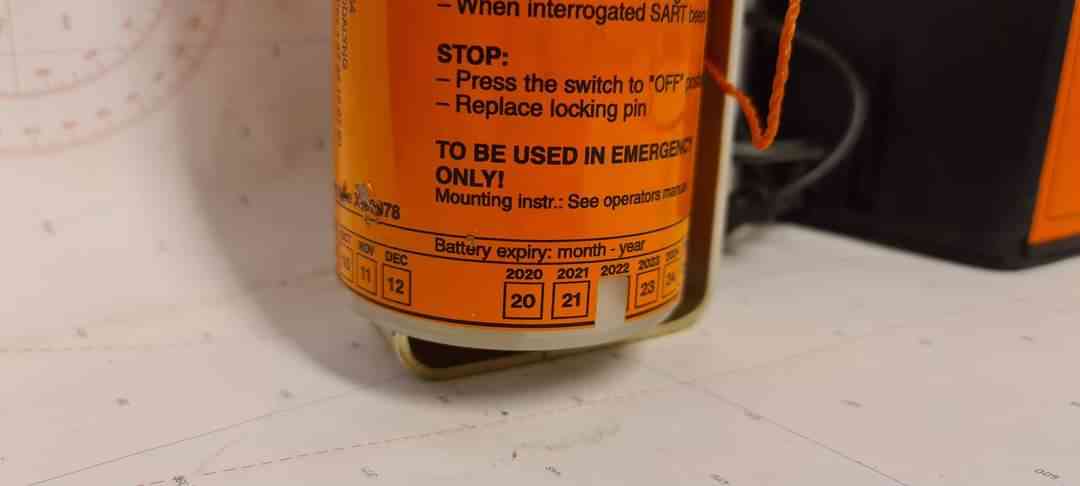 – When interrogated SART
STOP:
– Press the switch to "OFF"
– Replace locking pin
TO BE USED IN EMERGENCY
ONLY!
Mounting instr.: See operators manual
Battery expiry: month - year
NOV DEC 2020 2021 2022 2023
11 12 20 21 23